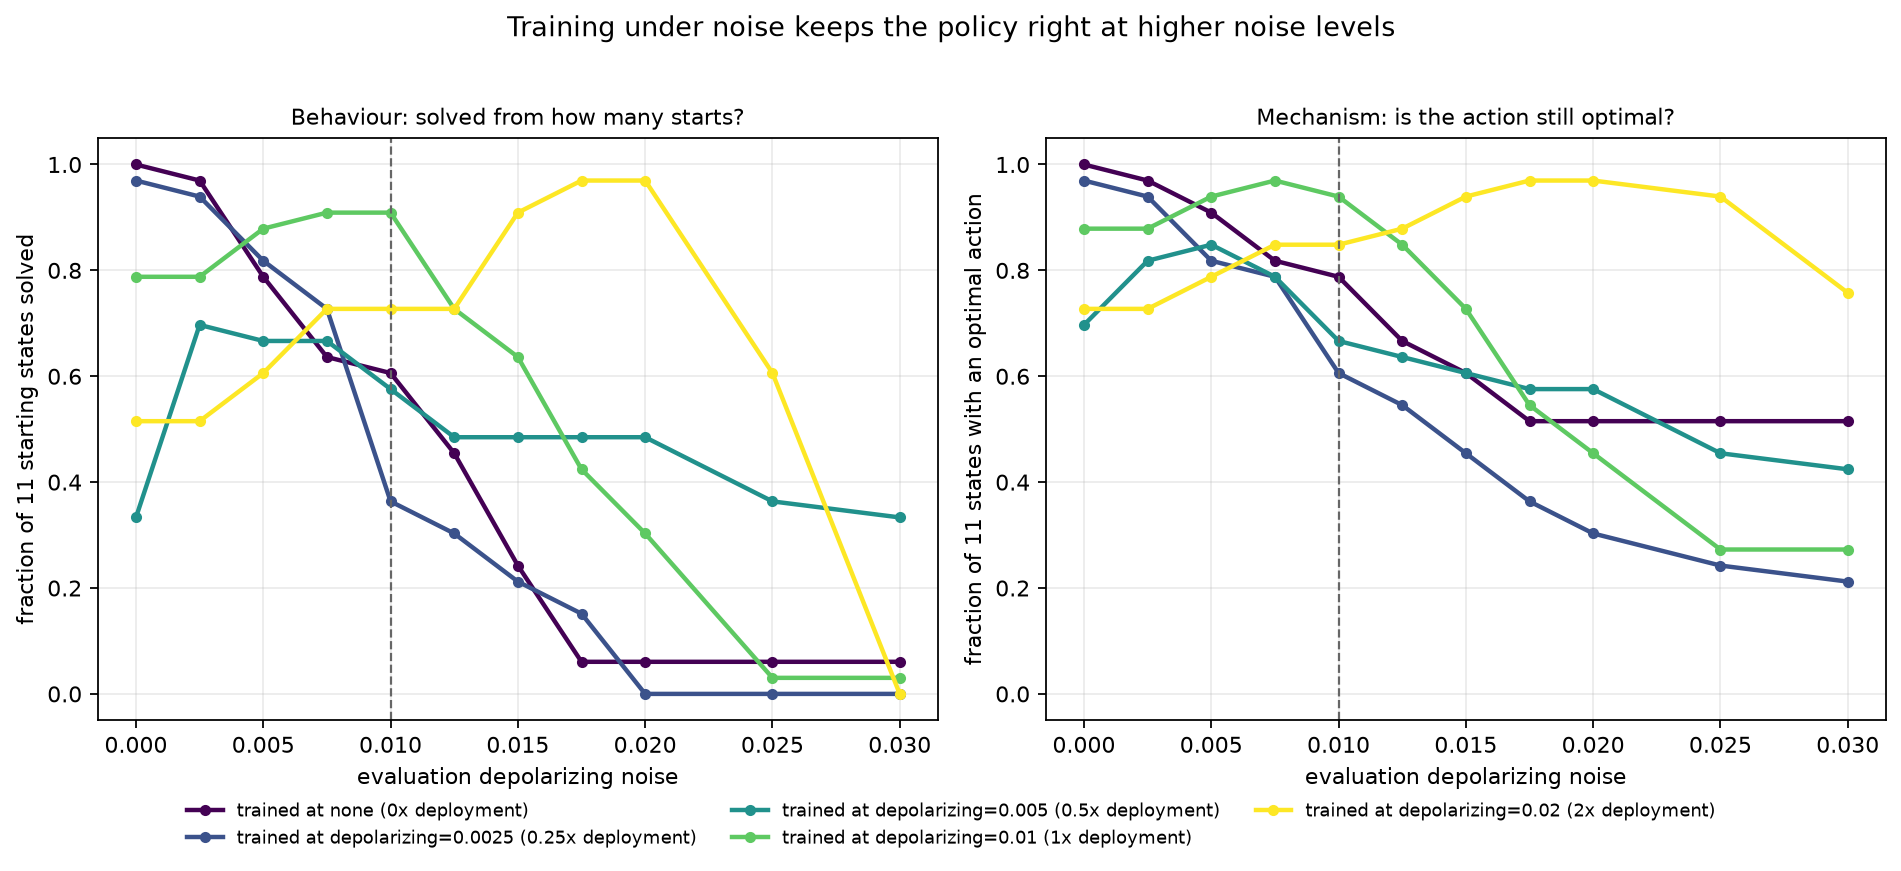 Training under noise keeps the policy right at higher noise levels
Behaviour: solved from how many starts?
fraction of 11 starting states solved
1.0
0.8
0.6
0.4
0.2
0.0
0.000 0.005 0.010 0.015 0.020 0.025 0.030
evaluation depolarizing noise
Mechanism: is the action still optimal?
fraction of 11 states with an optimal action
1.0
0.8
0.6
0.4
0.2
0.0
0.000 0.005 0.010 0.015 0.020 0.025 0.030
evaluation depolarizing noise
trained at none (0x deployment)
trained at depolarizing=0.0025 (0.25x deployment)
trained at depolarizing=0.005 (0.5x deployment)
trained at depolarizing=0.01 (1x deployment)
trained at depolarizing=0.02 (2x deployment)